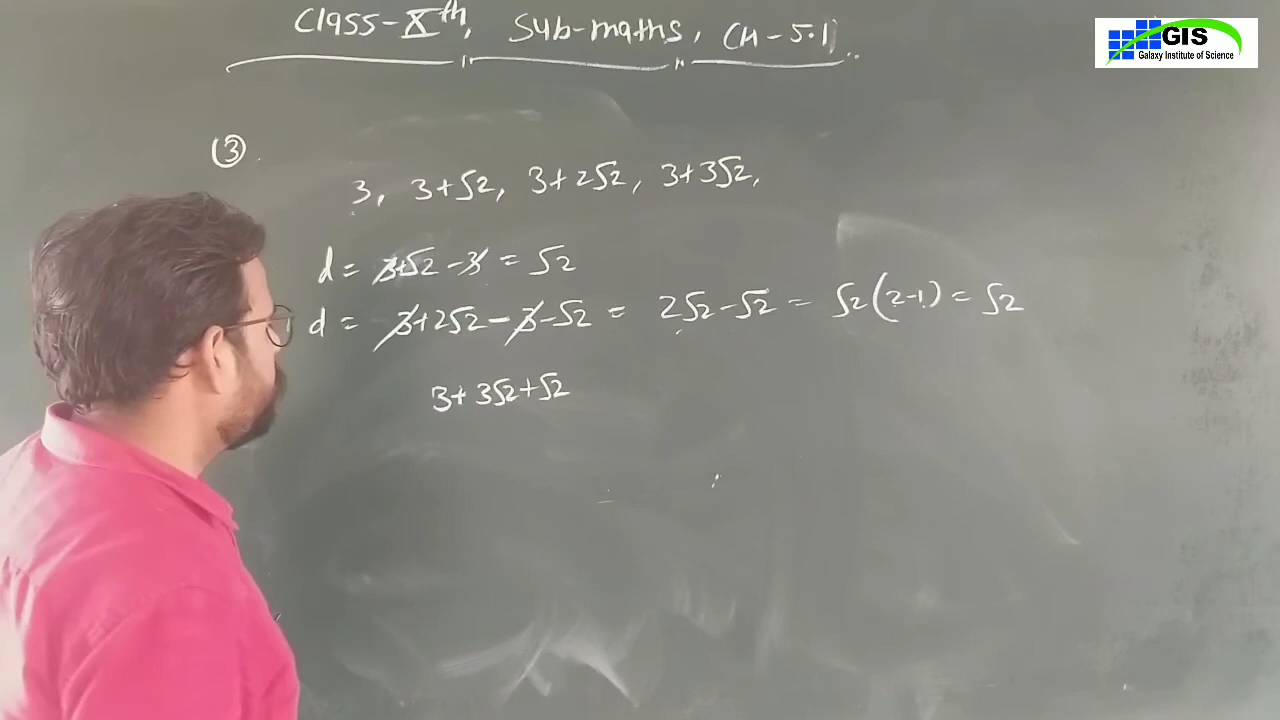 Class-Xth, Sub-maths, CH-5.1
GIS
Galaxy Institute of Science
③
3, 3+√2, 3+2√2, 3+3√2,
d = 3+√2-3 = √2
d = 3+2√2-3-√2 = 2√2-√2 = √2(2-1) = √2
3+3√2+√2